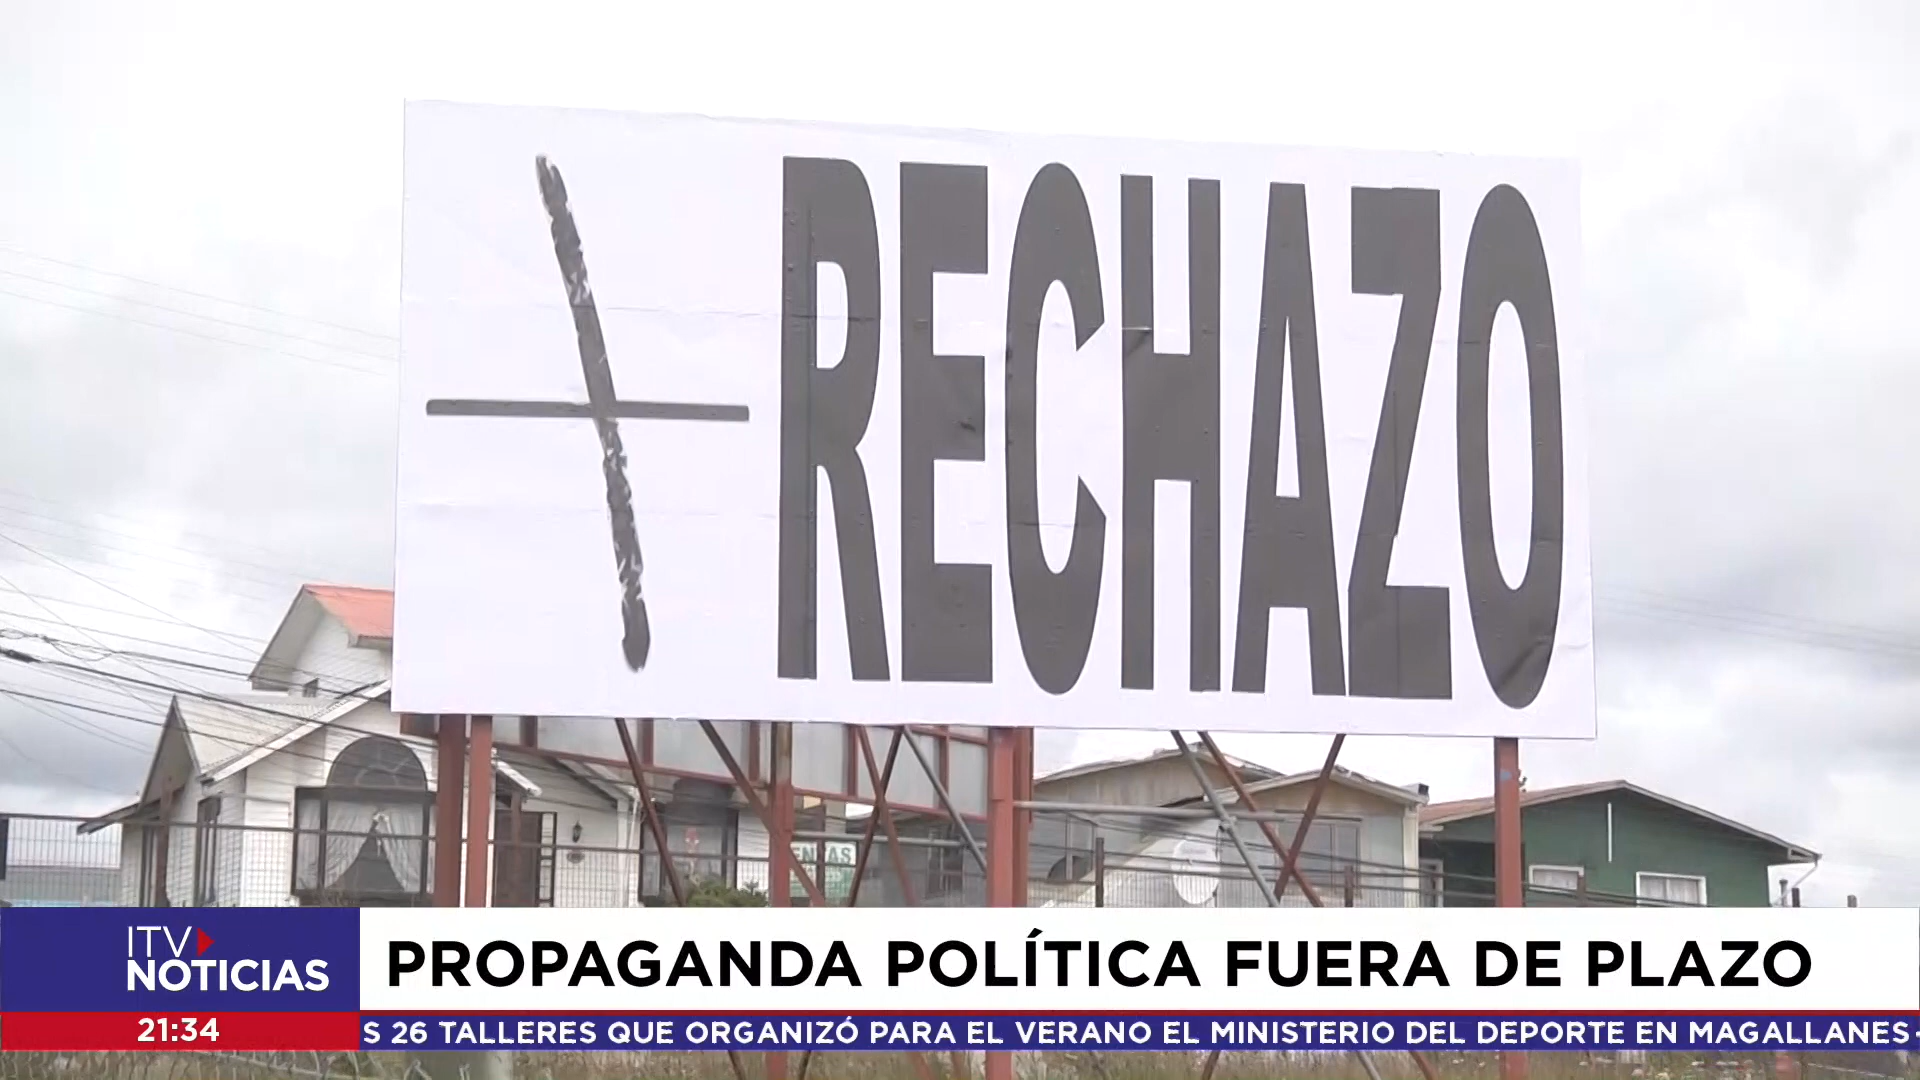 RECHAZO
ENTAS
ITV
NOTICIAS
PROPAGANDA POLÍTICA FUERA DE PLAZO
21:34
S 26 TALLERES QUE ORGANIZÓ PARA EL VERANO EL MINISTERIO DEL DEPORTE EN MAGALLANES -